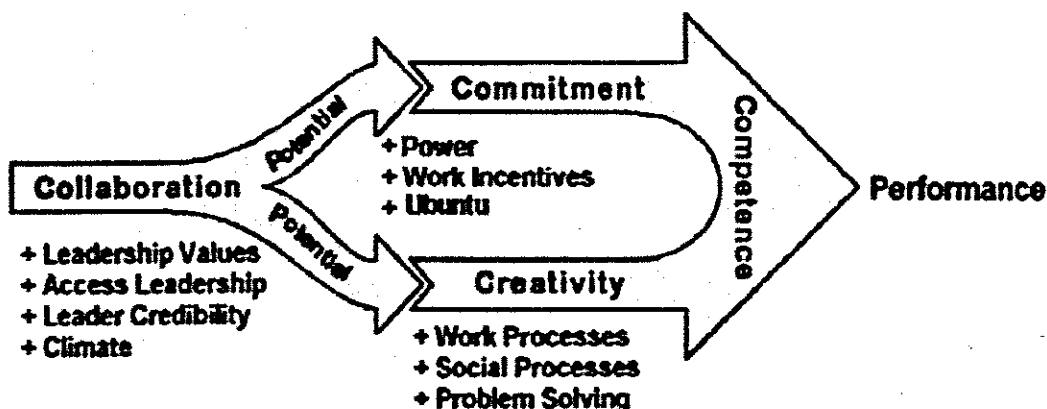 Collaboration
+ Leadership Values
+ Access Leadership
+ Leader Credibility
+ Climate
Potential
Potential
Commitment
+ Power
+ Work Incentives
+ Ubuntu
Creativity
+ Work Processes
+ Social Processes
+ Problem Solving
Competence
Performance